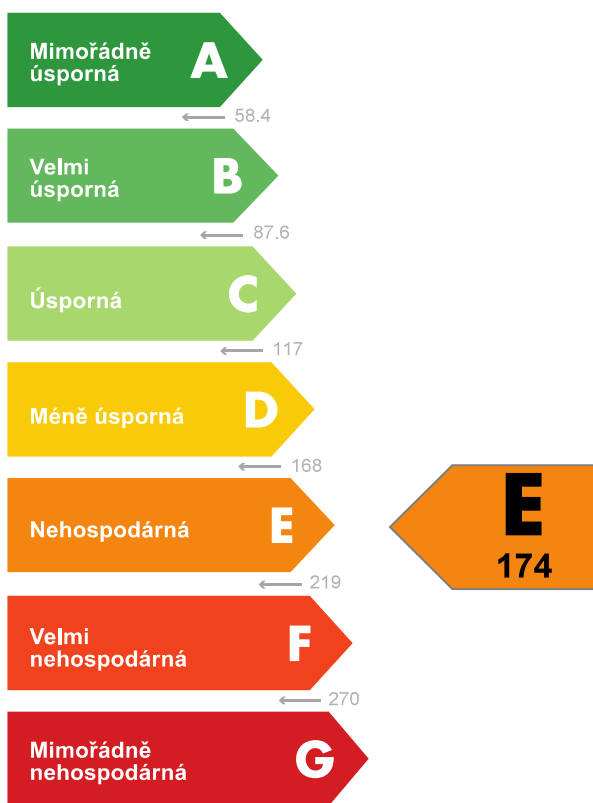 Mimořádně
úsporná
A
58.4
Velmi
úsporná
B
87.6
Úsporná
C
117
Méně úsporná
D
168
Nehospodárná
E
219
E
174
Velmi
nehospodárná
F
270
Mimořádně
nehospodárná
G